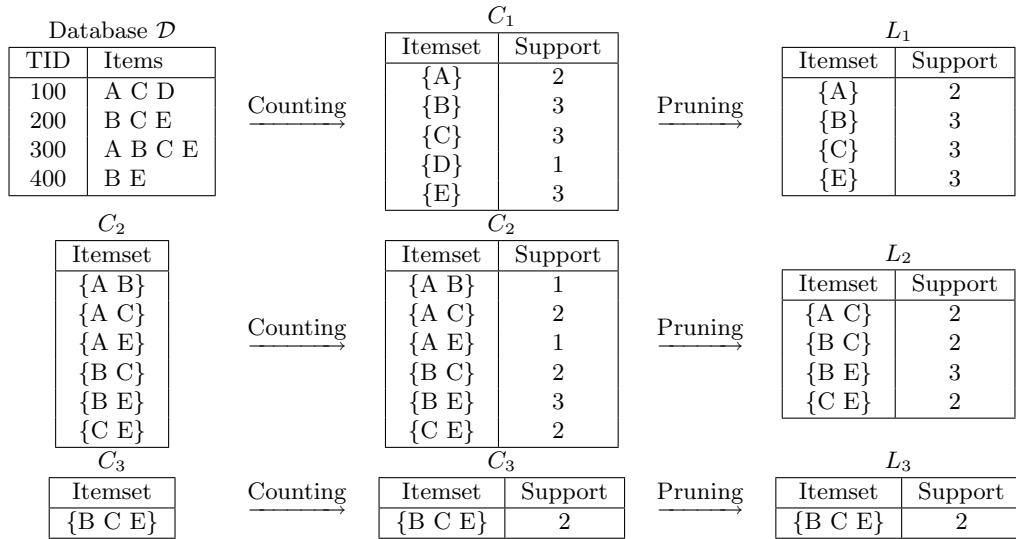 Database D
TID Items
100 A C D
200 B C E
300 A B C E
400 B E
Counting
C1
Itemset Support
{A} 2
{B} 3
{C} 3
{D} 1
{E} 3
Pruning
L1
Itemset Support
{A} 2
{B} 3
{C} 3
{E} 3
C2
Itemset
{A B}
{A C}
{A E}
{B C}
{B E}
{C E}
Counting
C2
Itemset Support
{A B} 1
{A C} 2
{A E} 1
{B C} 2
{B E} 3
{C E} 2
Pruning
L2
Itemset Support
{A C} 2
{B C} 2
{B E} 3
{C E} 2
C3
Itemset
{B C E}
Counting
C3
Itemset Support
{B C E} 2
Pruning
L3
Itemset Support
{B C E} 2